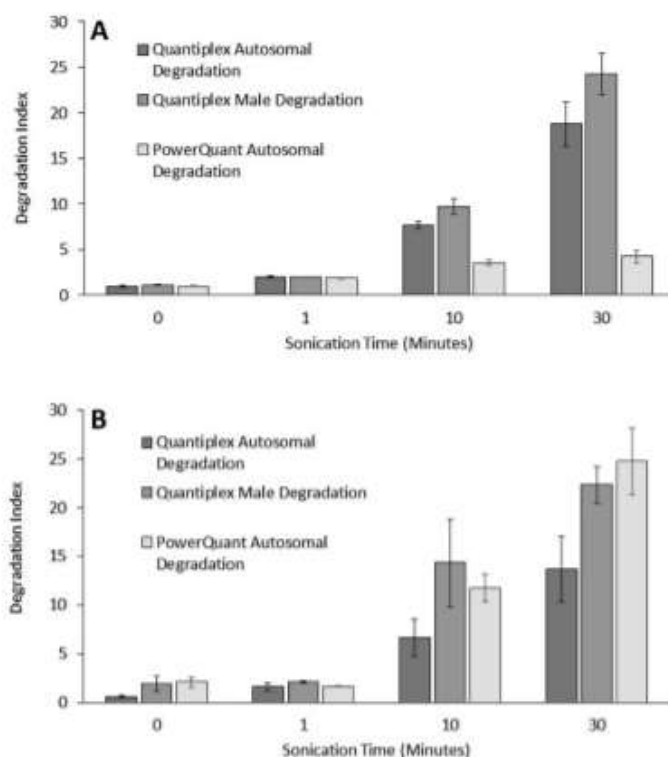 A
30
25
20
15
10
5
0
Degradation Index
Quantiplex Autosomal
Degradation
Quantiplex Male Degradation
PowerQuant Autosomal
Degradation
0 1 10 30
Sonication Time (Minutes)
B
30
25
20
15
10
5
0
Degradation Index
Quantiplex Autosomal
Degradation
Quantiplex Male Degradation
PowerQuant Autosomal
Degradation
0 1 10 30
Sonication Time (Minutes)